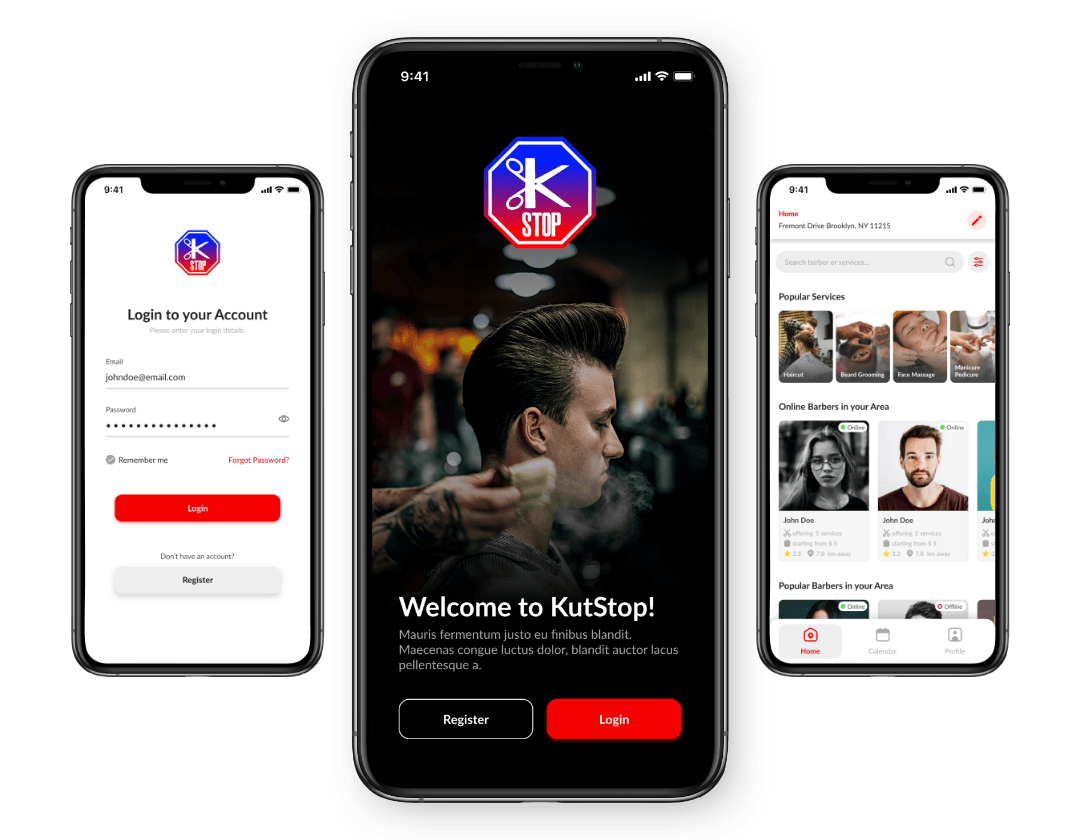 9:41
K
STOP
Login to your Account
Please enter your login details.
Email
johndoe@email.com
Password
Remember me
Forgot Password?
Login
Don't have an account?
Register
9:41
K
STOP
Welcome to KutStop!
Mauris fermentum justo eu finibus blandit.
Maecenas congue luctus dolor, blandit auctor lacus
pellentesque a.
Register
Login
9:41
Home
Fremont Drive Brooklyn, NY 11215
Search barber or services...
Popular Services
Haircut
Beard Grooming
Face Massage
Manicure
Pedicure
Online Barbers in your Area
Online
Online
John Doe
offering 5 services
starting from $ 5
3.3 7.8 km away
John Doe
offering 5 services
starting from $ 5
3.3 7.8 km away
John
Popular Barbers in your Area
Online
Offline
Home
Calendar
Profile